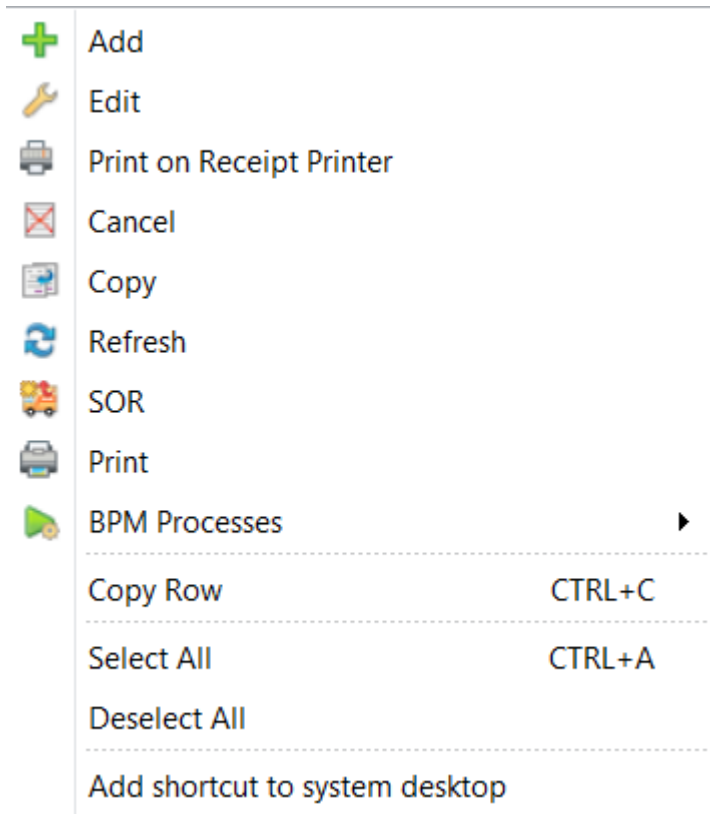 Add
Edit
Print on Receipt Printer
Cancel
Copy
Refresh
SOR
Print
BPM Processes
Copy Row CTRL+C
Select All CTRL+A
Deselect All
Add shortcut to system desktop